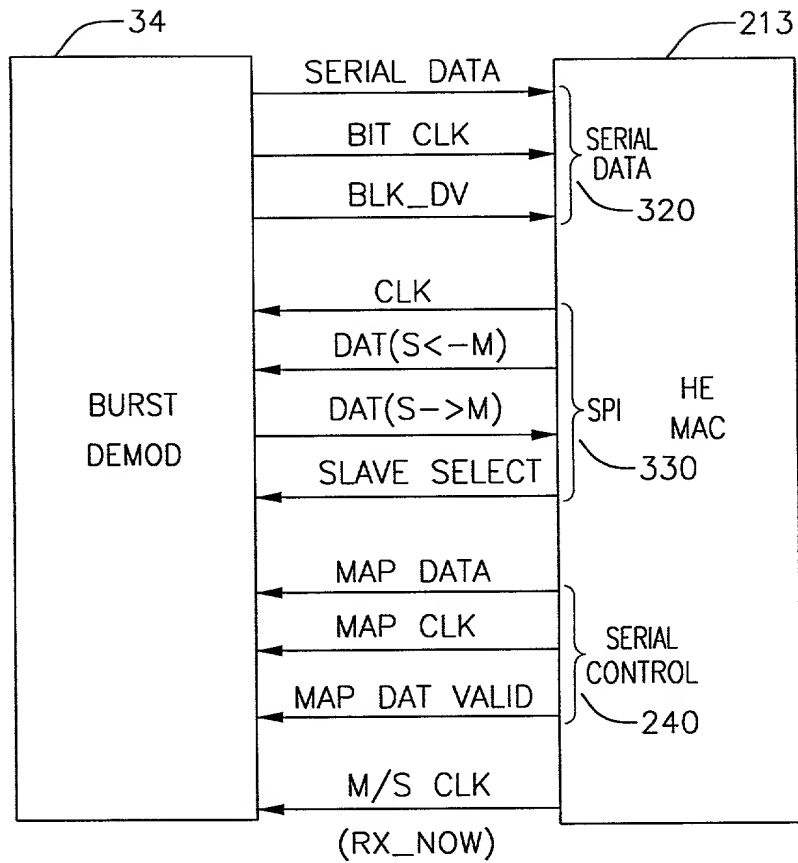 34
213
SERIAL DATA
BIT CLK
BLK_DV
SERIAL
DATA
320
CLK
DAT(S<-M)
DAT(S->M)
SLAVE SELECT
SPI
330
BURST
DEMOD
HE
MAC
MAP DATA
MAP CLK
MAP DAT VALID
SERIAL
CONTROL
240
M/S CLK
(RX_NOW)